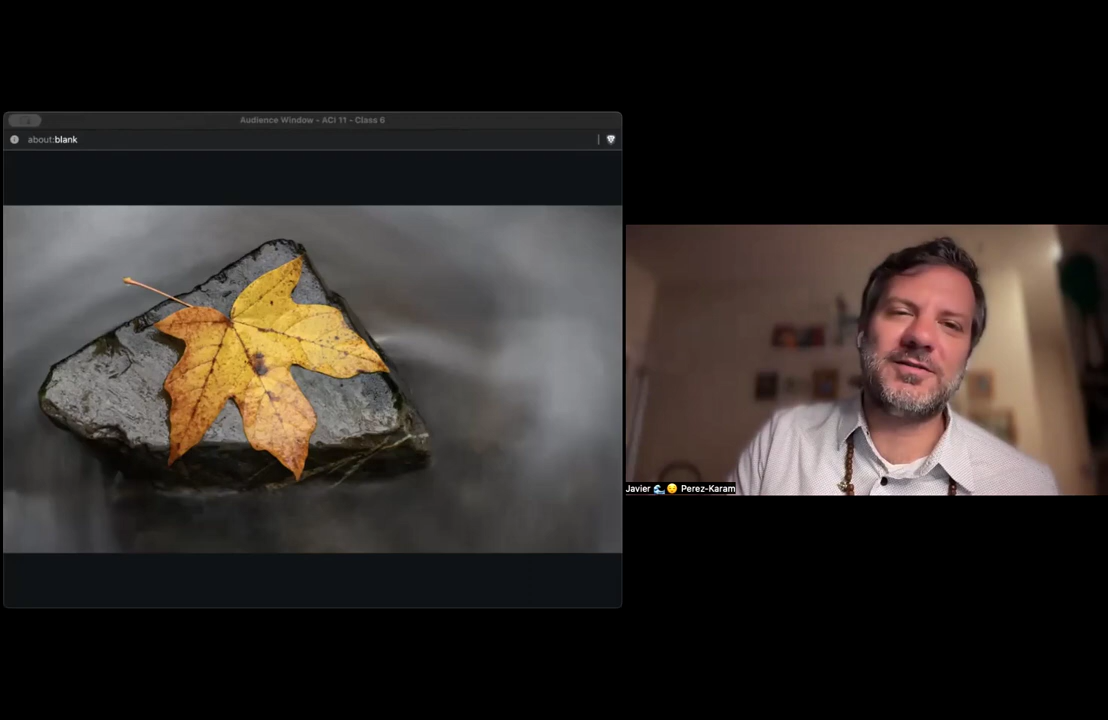 Audience Window - ACI 11 - Class 6
about:blank
Javier 🌊😏 Perez-Karam